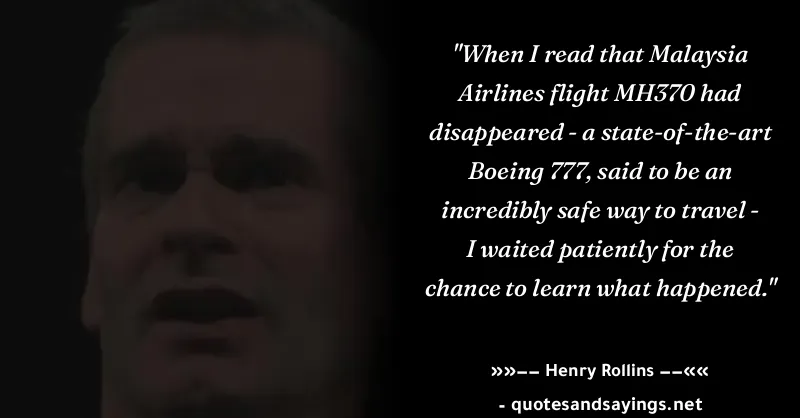 "When I read that Malaysia
Airlines flight MH370 had
disappeared - a state-of-the-art
Boeing 777, said to be an
incredibly safe way to travel -
I waited patiently for the
chance to learn what happened."
»»−− Henry Rollins −−««
- quotesandsayings.net